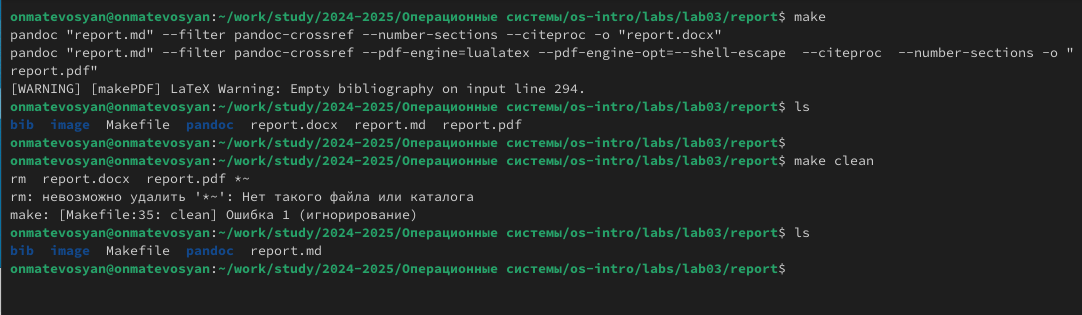 onmatevosyan@onmatevosyan:~/work/study/2024-2025/Операционные системы/os-intro/labs/lab03/report$ make
pandoc "report.md" --filter pandoc-crossref --number-sections --citeproc -o "report.docx"
pandoc "report.md" --filter pandoc-crossref --pdf-engine=lualatex --pdf-engine-opt=--shell-escape  --citeproc  --number-sections -o "
report.pdf"
[WARNING] [makePDF] LaTeX Warning: Empty bibliography on input line 294.
onmatevosyan@onmatevosyan:~/work/study/2024-2025/Операционные системы/os-intro/labs/lab03/report$ ls
bib  image  Makefile  pandoc  report.docx  report.md  report.pdf
onmatevosyan@onmatevosyan:~/work/study/2024-2025/Операционные системы/os-intro/labs/lab03/report$
onmatevosyan@onmatevosyan:~/work/study/2024-2025/Операционные системы/os-intro/labs/lab03/report$ make clean
rm  report.docx  report.pdf *~
rm: невозможно удалить '*~': Нет такого файла или каталога
make: [Makefile:35: clean] Ошибка 1 (игнорирование)
onmatevosyan@onmatevosyan:~/work/study/2024-2025/Операционные системы/os-intro/labs/lab03/report$ ls
bib  image  Makefile  pandoc  report.md
onmatevosyan@onmatevosyan:~/work/study/2024-2025/Операционные системы/os-intro/labs/lab03/report$